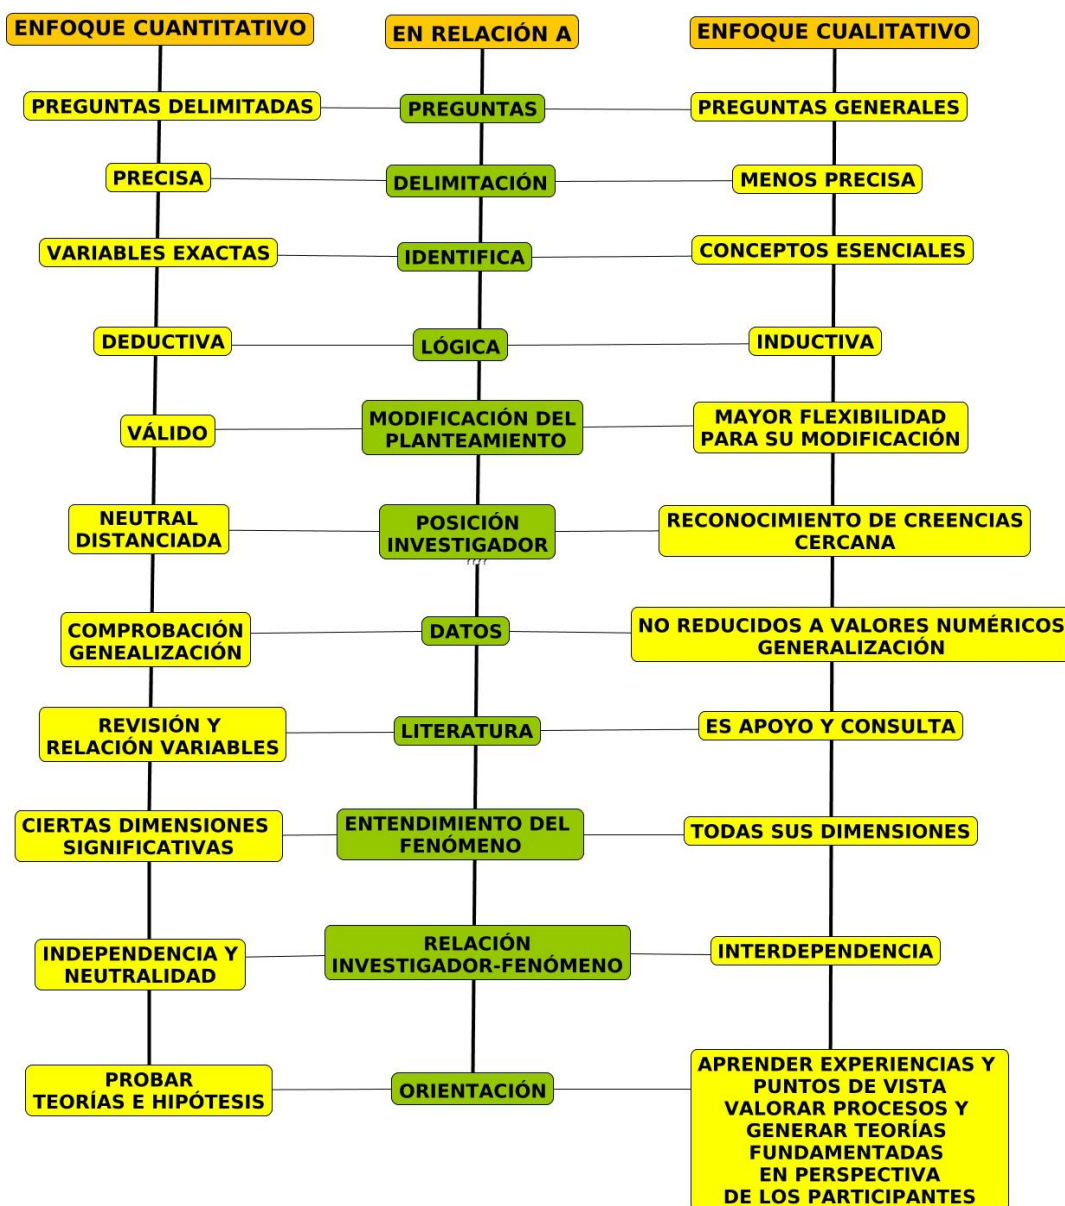 ENFOQUE CUANTITATIVO
EN RELACIÓN A
ENFOQUE CUALITATIVO
PREGUNTAS DELIMITADAS
PREGUNTAS
PREGUNTAS GENERALES
PRECISA
DELIMITACIÓN
MENOS PRECISA
VARIABLES EXACTAS
IDENTIFICA
CONCEPTOS ESENCIALES
DEDUCTIVA
LÓGICA
INDUCTIVA
VÁLIDO
MODIFICACIÓN DEL
PLANTEAMIENTO
MAYOR FLEXIBILIDAD
PARA SU MODIFICACIÓN
NEUTRAL
DISTANCIADA
POSICIÓN
INVESTIGADOR
RECONOCIMIENTO DE CREENCIAS
CERCANA
COMPROBACIÓN
GENEALIZACIÓN
DATOS
NO REDUCIDOS A VALORES NUMÉRICOS
GENERALIZACIÓN
REVISIÓN Y
RELACIÓN VARIABLES
LITERATURA
ES APOYO Y CONSULTA
CIERTAS DIMENSIONES
SIGNIFICATIVAS
ENTENDIMIENTO DEL
FENÓMENO
TODAS SUS DIMENSIONES
INDEPENDENCIA Y
NEUTRALIDAD
RELACIÓN
INVESTIGADOR-FENÓMENO
INTERDEPENDENCIA
PROBAR
TEORÍAS E HIPÓTESIS
ORIENTACIÓN
APRENDER EXPERIENCIAS Y
PUNTOS DE VISTA
VALORAR PROCESOS Y
GENERAR TEORÍAS
FUNDAMENTADAS
EN PERSPECTIVA
DE LOS PARTICIPANTES